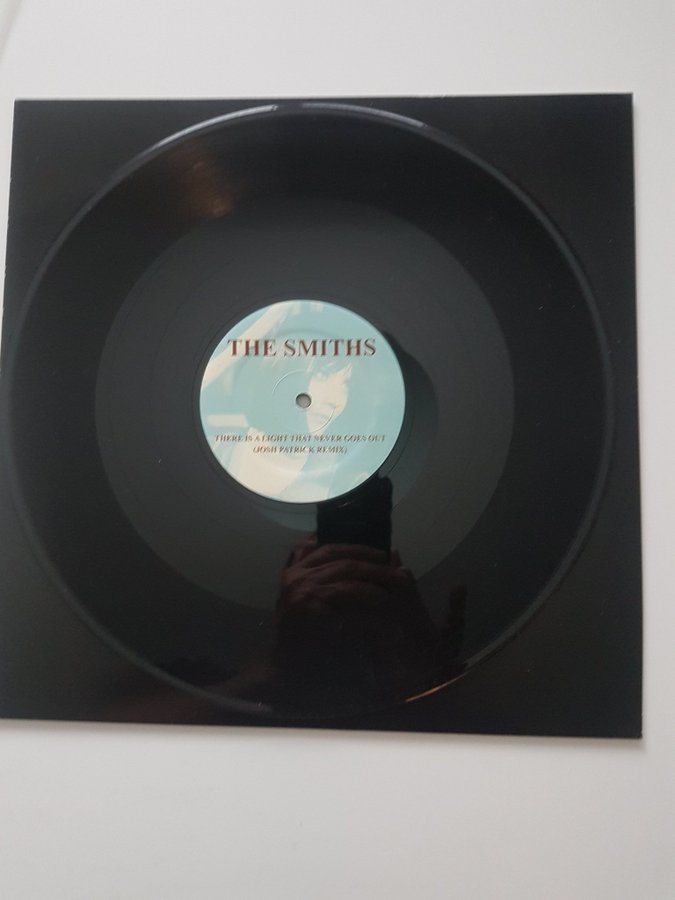 THE SMITHS
THERE IS A LIGHT THAT NEVER GOES OUT
(JOSH PATRICK REMIX)